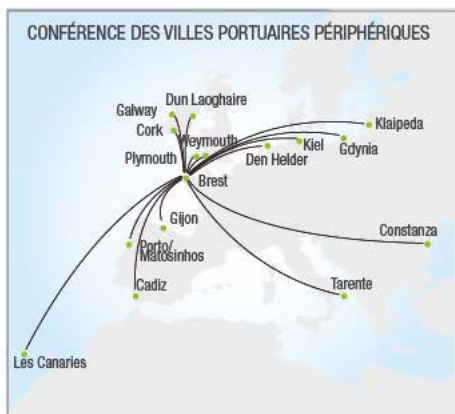 CONFÉRENCE DES VILLES PORTUAIRES PÉRIPHÉRIQUES
Dun Laoghaire
Galway
Klaipeda
Cork
Weymouth
Kiel
Gdynia
Plymouth
Den Helder
Brest
Gijon
Constanza
Porto/
Matosinhos
Cadiz
Tarente
Les Canaries